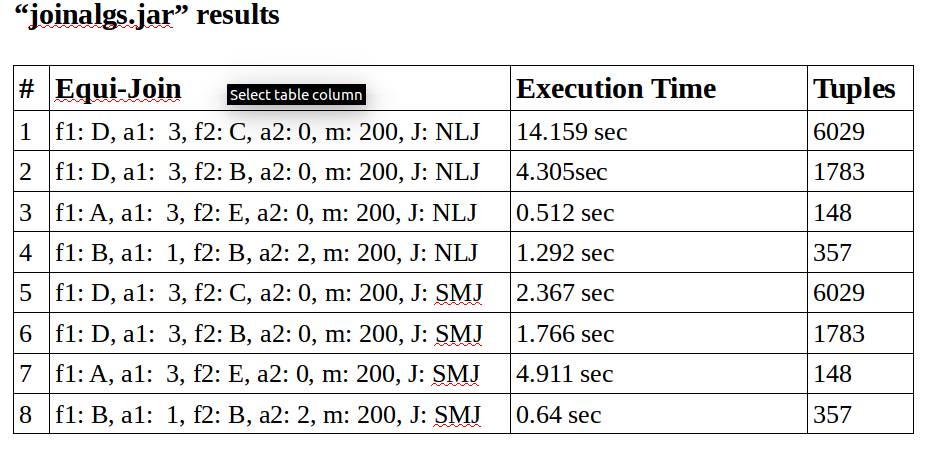 “joinalgs.jar” results
# Equi-Join Select table column Execution Time Tuples
1 f1: D, a1:  3, f2: C, a2: 0, m: 200, J: NLJ 14.159 sec 6029
2 f1: D, a1:  3, f2: B, a2: 0, m: 200, J: NLJ 4.305sec 1783
3 f1: A, a1:  3, f2: E, a2: 0, m: 200, J: NLJ 0.512 sec 148
4 f1: B, a1:  1, f2: B, a2: 2, m: 200, J: NLJ 1.292 sec 357
5 f1: D, a1:  3, f2: C, a2: 0, m: 200, J: SMJ 2.367 sec 6029
6 f1: D, a1:  3, f2: B, a2: 0, m: 200, J: SMJ 1.766 sec 1783
7 f1: A, a1:  3, f2: E, a2: 0, m: 200, J: SMJ 4.911 sec 148
8 f1: B, a1:  1, f2: B, a2: 2, m: 200, J: SMJ 0.64 sec 357